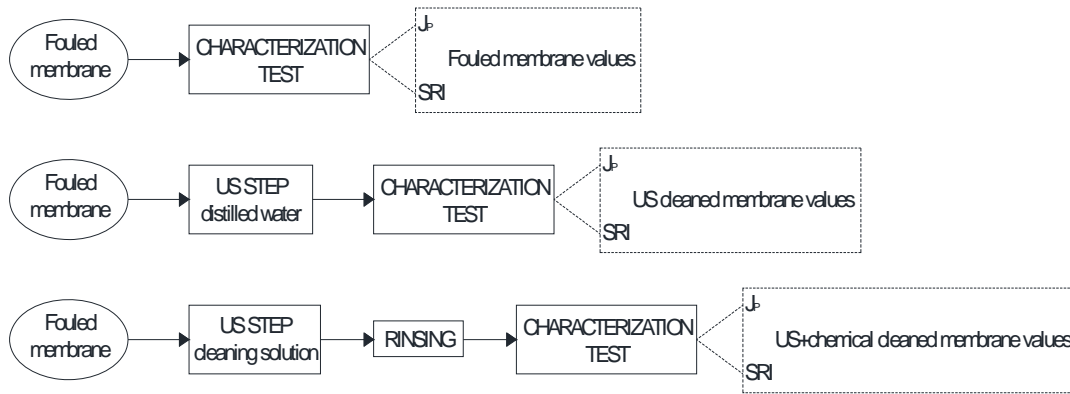 Fouled
membrane
CHARACTERIZATION
TEST
JP
Fouled membrane values
SRI
Fouled
membrane
US STEP
distilled water
CHARACTERIZATION
TEST
JP
US cleaned membrane values
SRI
Fouled
membrane
US STEP
cleaning solution
RINSING
CHARACTERIZATION
TEST
JP
US+chemical cleaned membrane values
SRI